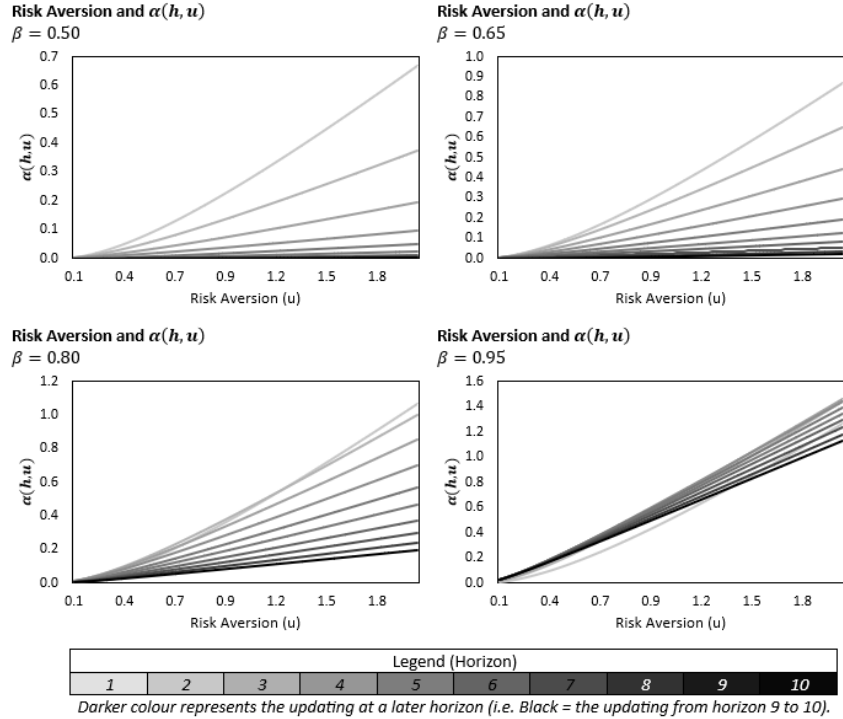 Risk Aversion and α(h, u)
β = 0.50
0.7
0.6
0.5
0.4
0.3
0.2
0.1
0.0
α(h,u)
0.1 0.4 0.7 0.9 1.2 1.5 1.8
Risk Aversion (u)
Risk Aversion and α(h, u)
β = 0.65
1.0
0.9
0.8
0.7
0.6
0.5
0.4
0.3
0.2
0.1
0.0
α(h,u)
0.1 0.4 0.7 0.9 1.2 1.5 1.8
Risk Aversion (u)
Risk Aversion and α(h, u)
β = 0.80
1.2
1.0
0.8
0.6
0.4
0.2
0.0
α(h,u)
0.1 0.4 0.7 0.9 1.2 1.5 1.8
Risk Aversion (u)
Risk Aversion and α(h, u)
β = 0.95
1.6
1.4
1.2
1.0
0.8
0.6
0.4
0.2
0.0
α(h,u)
0.1 0.4 0.7 0.9 1.2 1.5 1.8
Risk Aversion (u)
Legend (Horizon)
1 2 3 4 5 6 7 8 9 10
Darker colour represents the updating at a later horizon (i.e. Black = the updating from horizon 9 to 10).